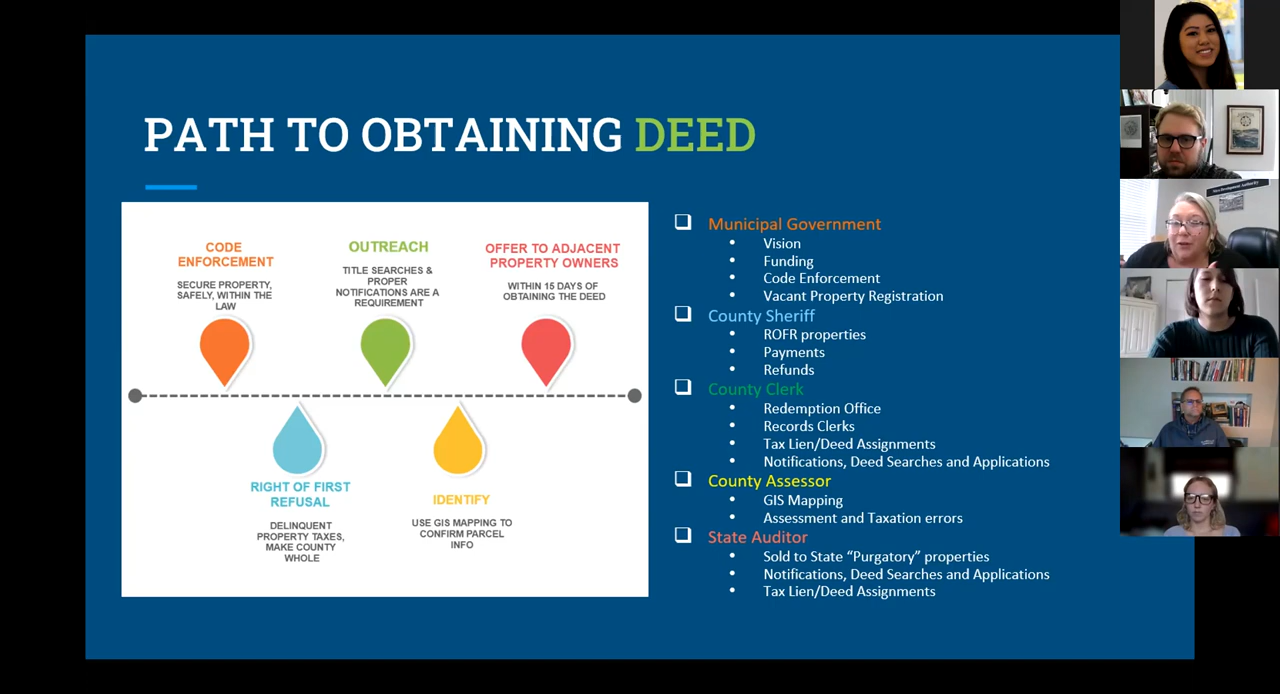 PATH TO OBTAINING DEED
CODE
ENFORCEMENT
SECURE PROPERTY,
SAFELY, WITHIN THE
LAW
OUTREACH
TITLE SEARCHES &
PROPER
NOTIFICATIONS ARE A
REQUIREMENT
OFFER TO ADJACENT
PROPERTY OWNERS
WITHIN 15 DAYS OF
OBTAINING THE DEED
RIGHT OF FIRST
REFUSAL
DELINQUENT
PROPERTY TAXES,
MAKE COUNTY
WHOLE
IDENTIFY
USE GIS MAPPING TO
CONFIRM PARCEL
INFO
Municipal Government
• Vision
• Funding
• Code Enforcement
• Vacant Property Registration
County Sheriff
• ROFR properties
• Payments
• Refunds
County Clerk
• Redemption Office
• Records Clerks
• Tax Lien/Deed Assignments
• Notifications, Deed Searches and Applications
County Assessor
• GIS Mapping
• Assessment and Taxation errors
State Auditor
• Sold to State “Purgatory” properties
• Notifications, Deed Searches and Applications
• Tax Lien/Deed Assignments
Development Authority